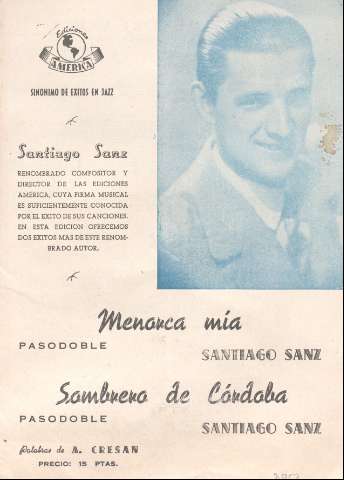 Ediciones
AMERICA
SINONIMO DE EXITOS EN JAZZ
Santiago Sanz
RENOMBRADO COMPOSITOR Y
DIRECTOR DE LAS EDICIONES
AMERICA, CUYA FIRMA MUSICAL
ES SUFICIENTEMENTE CONOCIDA
POR EL EXITO DE SUS CANCIONES.
EN ESTA EDICION OFRECEMOS
DOS EXITOS MAS DE ESTE RENOM-
BRADO AUTOR.
Menorca mía
PASODOBLE
SANTIAGO SANZ
Sombrero de Córdoba
PASODOBLE
SANTIAGO SANZ
Palabras de A. CRESAN
PRECIO: 15 PTAS.